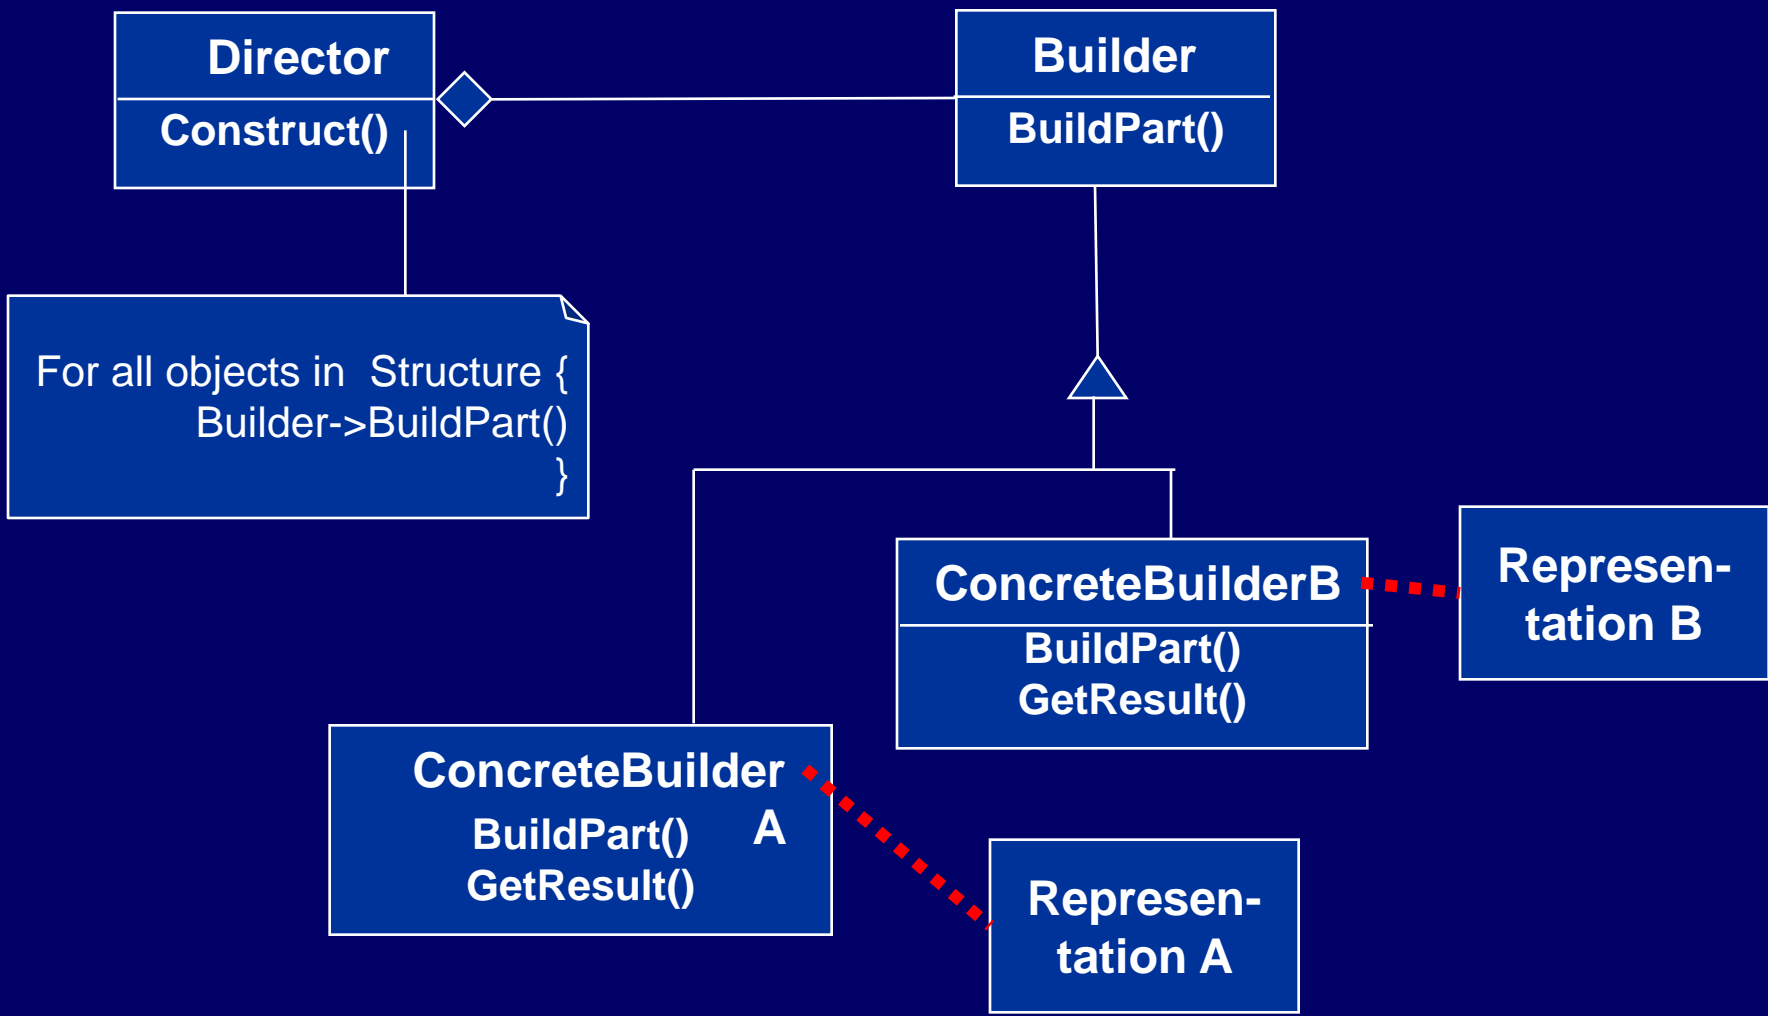 Director
Construct()
Builder
BuildPart()
For all objects in  Structure {
Builder->BuildPart()
}
ConcreteBuilderB
BuildPart()
GetResult()
Represen-
tation B
ConcreteBuilder
A
BuildPart()
GetResult()
Represen-
tation A